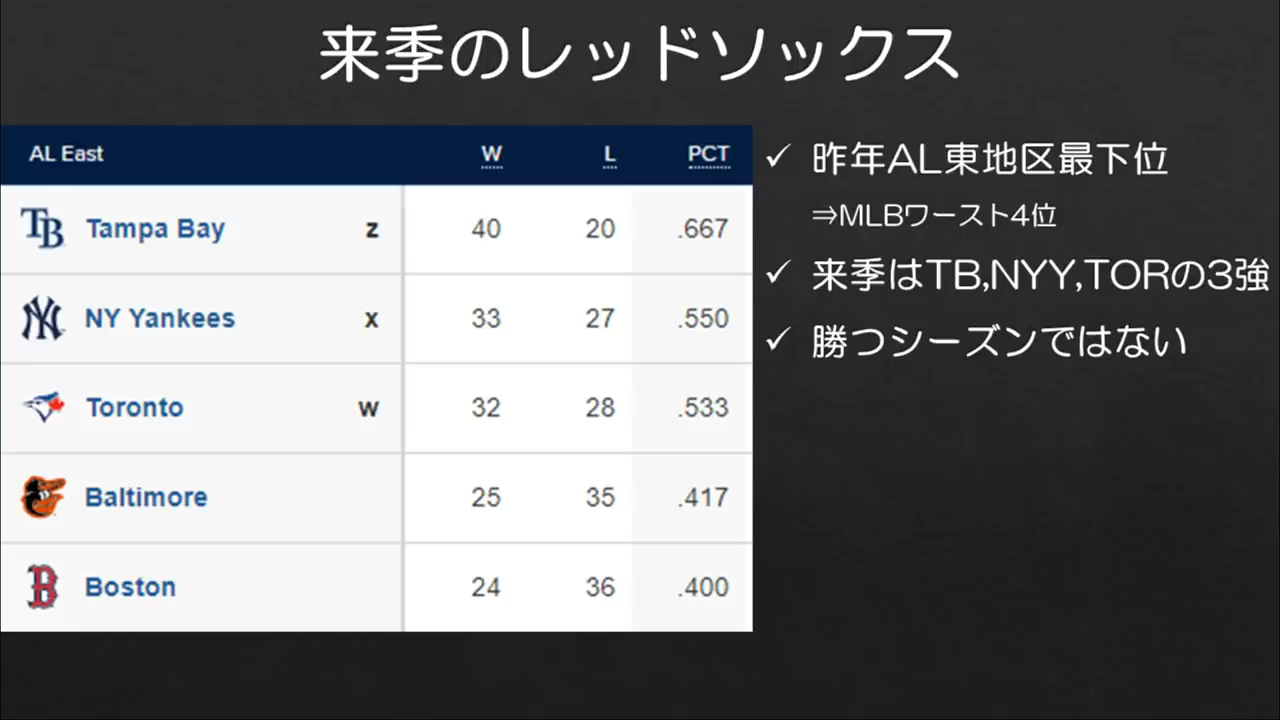 来季のレッドソックス
AL East W L PCT
TB Tampa Bay z 40 20 .667
NY NY Yankees x 33 27 .550
Toronto w 32 28 .533
Baltimore 25 35 .417
B Boston 24 36 .400
✓ 昨年AL東地区最下位
⇒MLBワースト4位
✓ 来季はTB,NYY,TORの3強
✓ 勝つシーズンではない